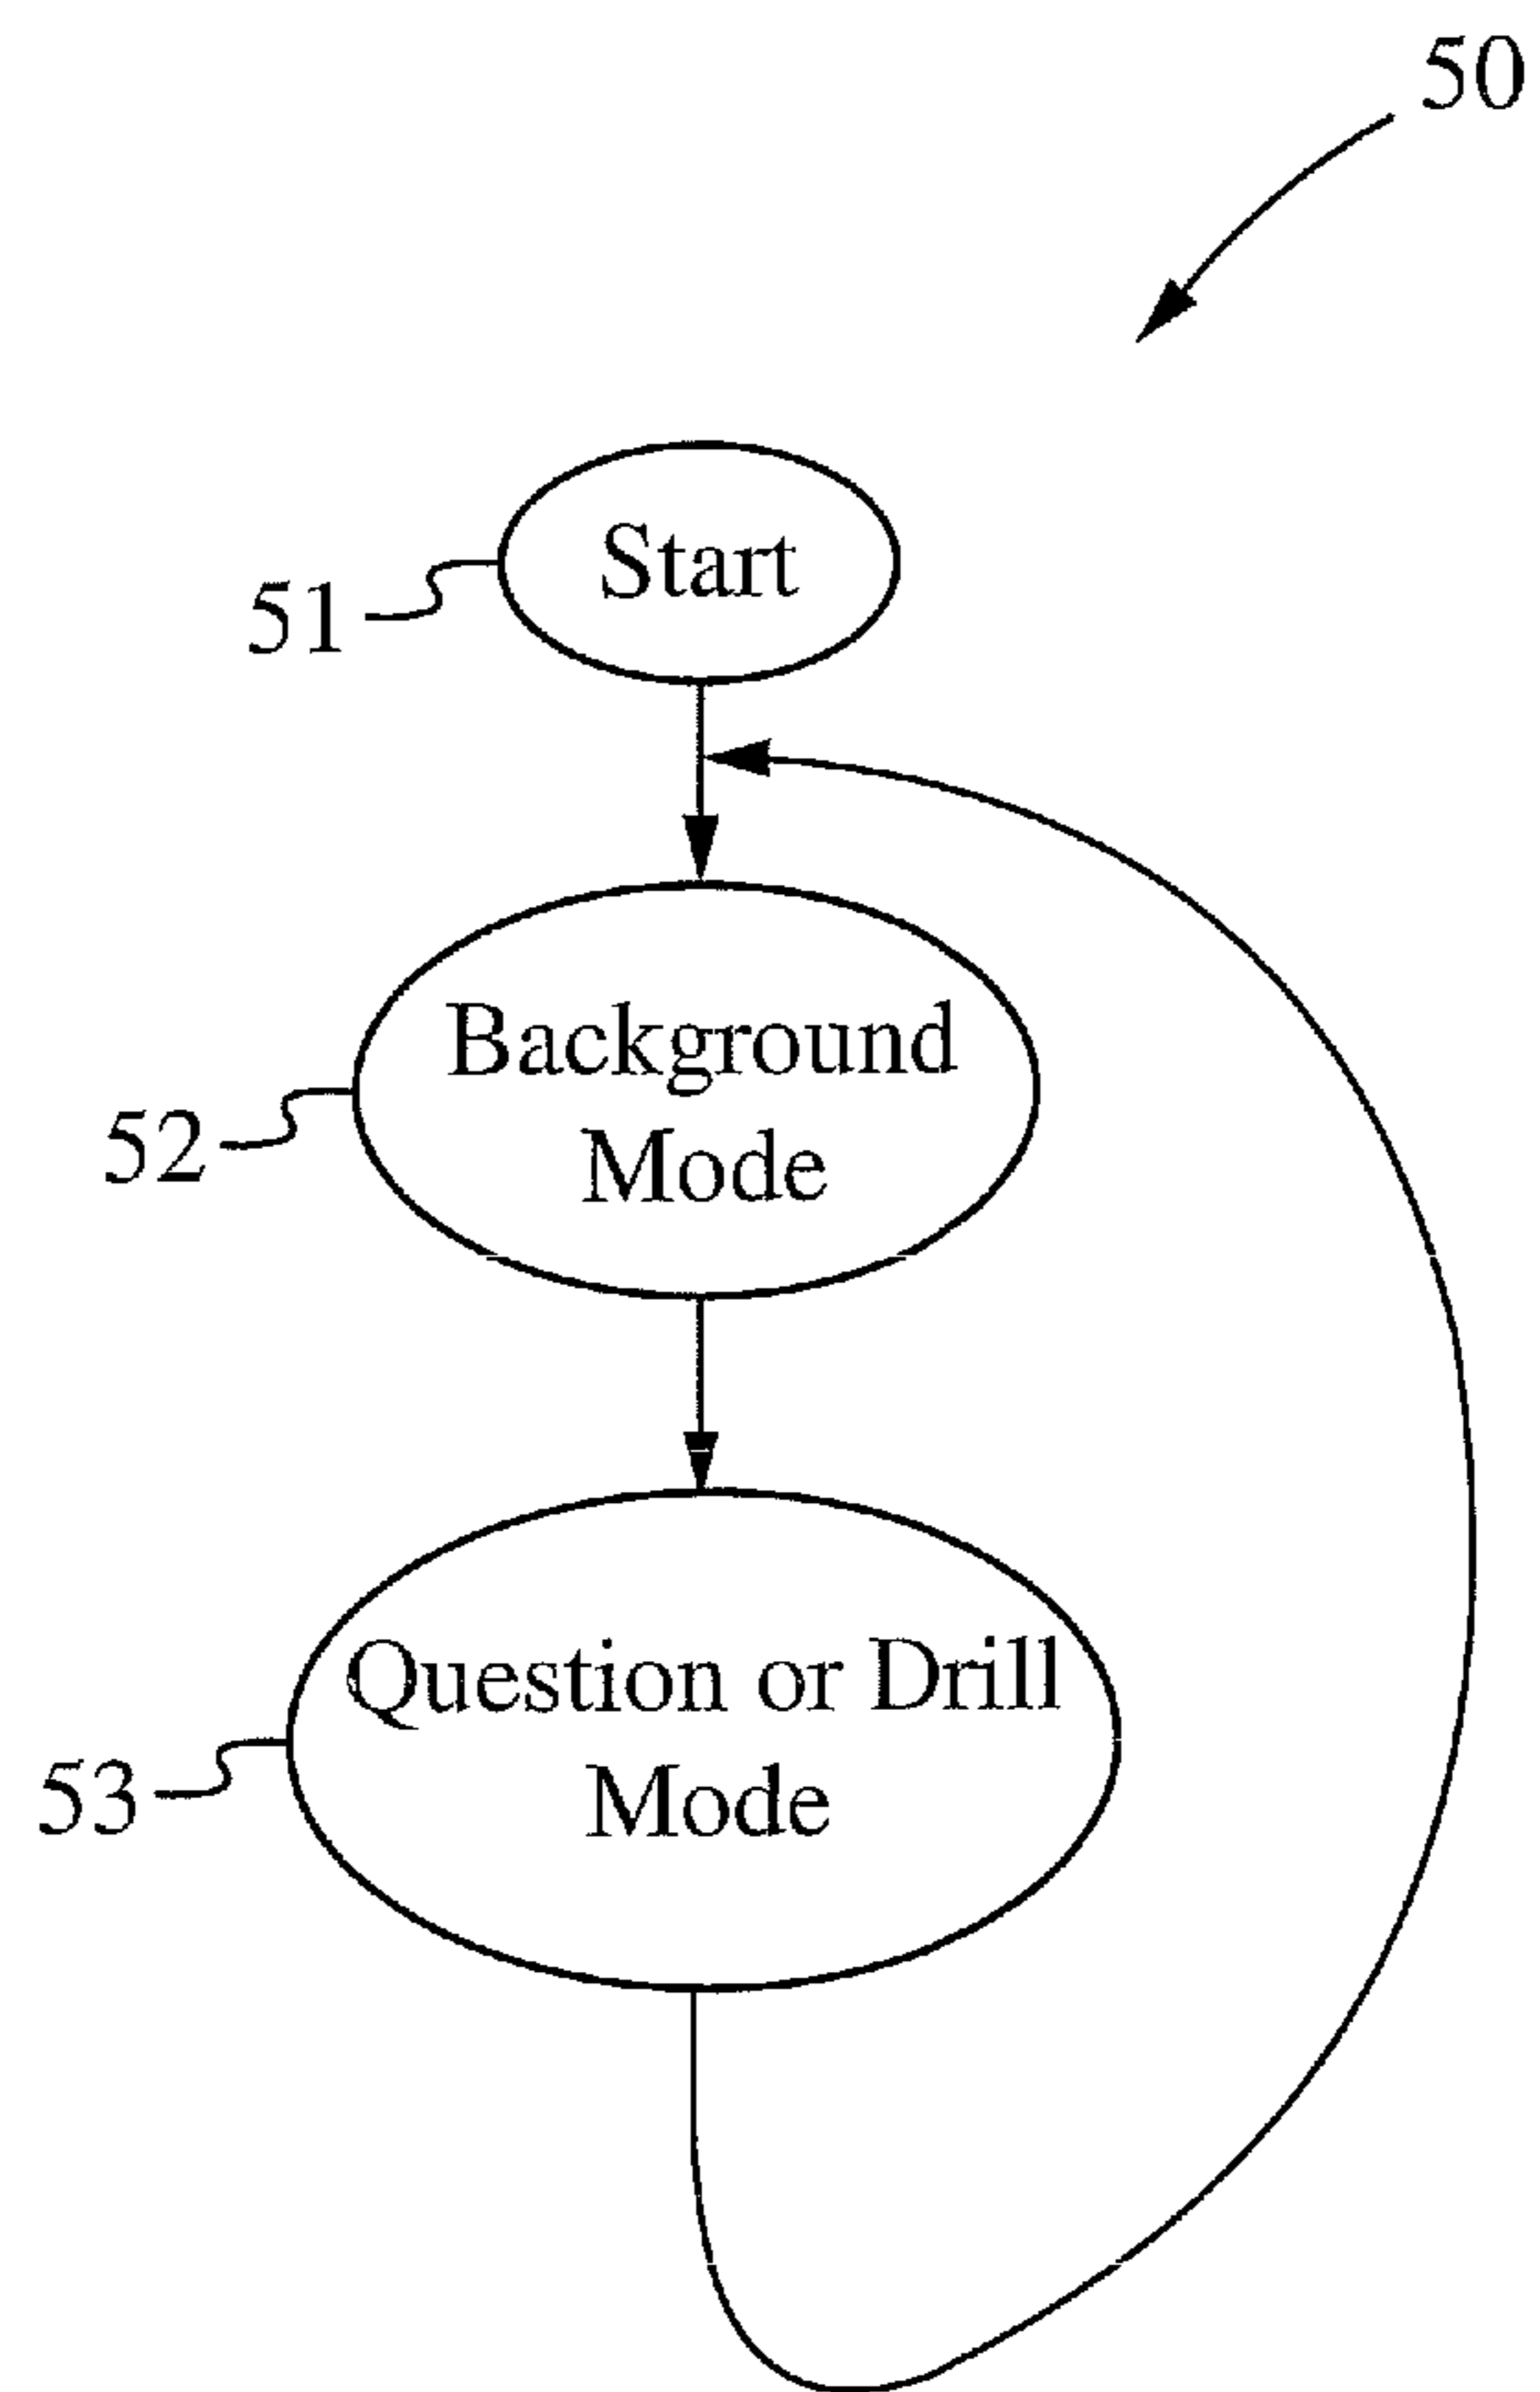 50
Start
51
Background
Mode
52
Question or Drill
Mode
53